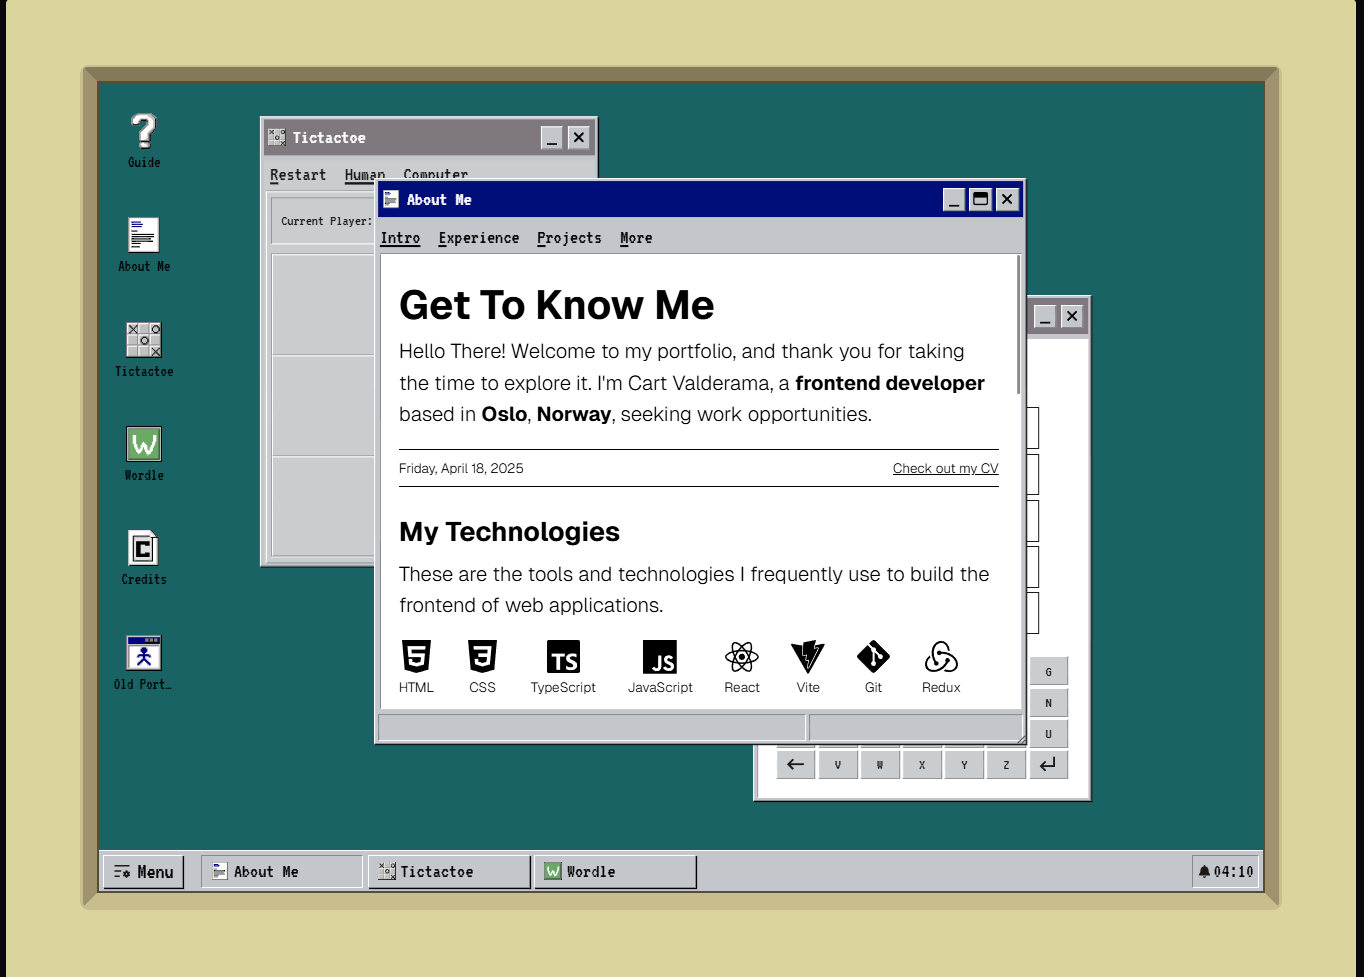 Guide
About Me
Tictactoe
Wordle
Credits
Old Port…
Tictactoe
Restart Human Computer
Current Player:
About Me
Intro Experience Projects More
Get To Know Me
Hello There! Welcome to my portfolio, and thank you for taking
the time to explore it. I'm Cart Valderama, a frontend developer
based in Oslo, Norway, seeking work opportunities.
Friday, April 18, 2025 Check out my CV
My Technologies
These are the tools and technologies I frequently use to build the
frontend of web applications.
HTML CSS TypeScript JavaScript React Vite Git Redux
G
N
U
V W X Y Z
Menu About Me Tictactoe Wordle 04:10